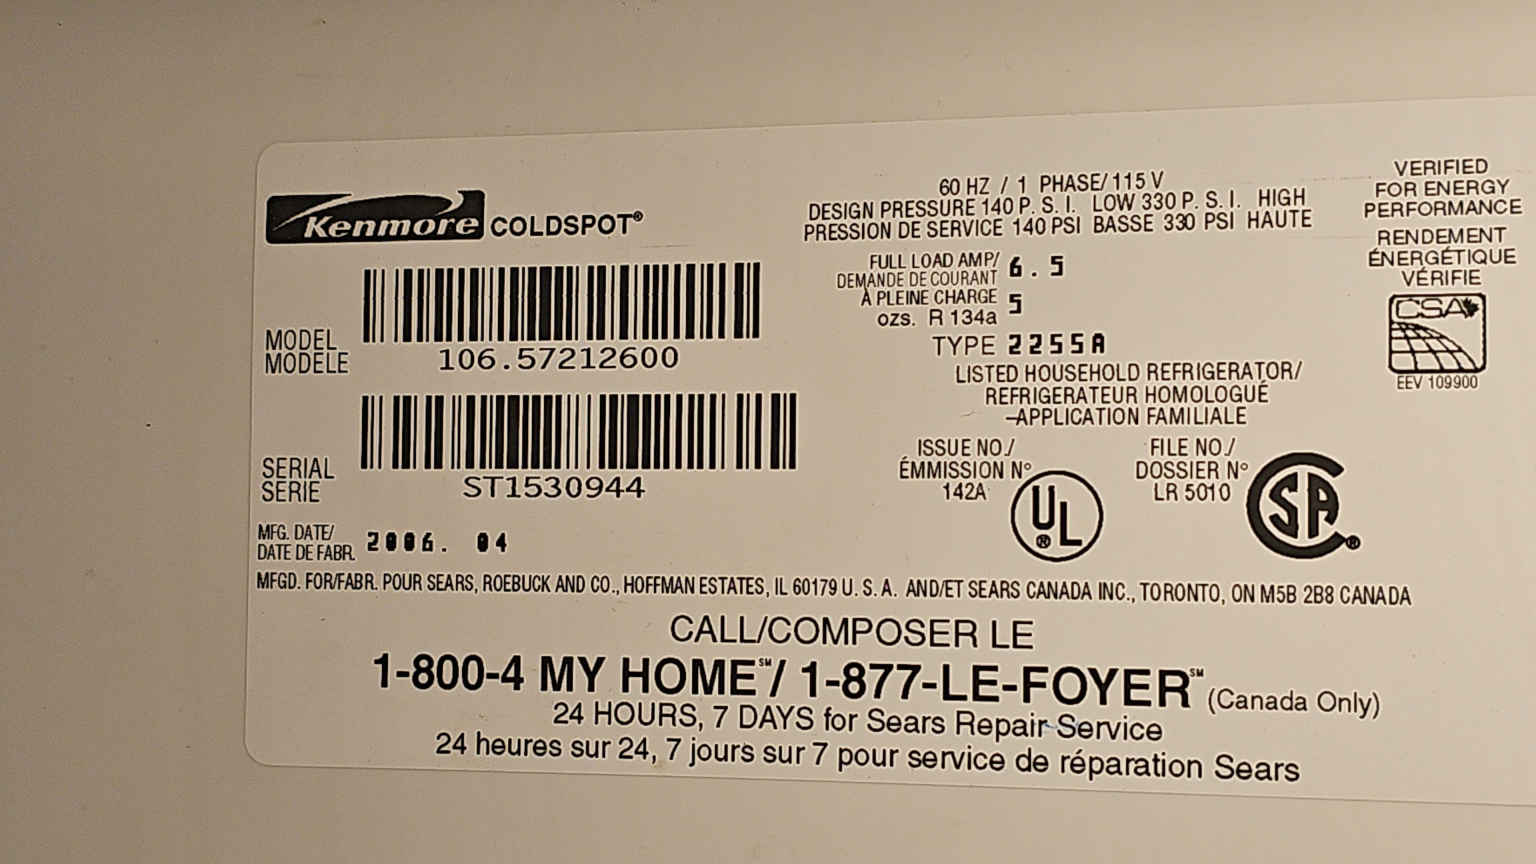 Kenmore COLDSPOT®
MODEL
MODÈLE
106.57212600
SERIAL
SERIE
ST1530944
MFG. DATE/
DATE DE FABR.
2006. 04
60 HZ / 1 PHASE/ 115 V
DESIGN PRESSURE 140 P. S. I. LOW 330 P. S. I. HIGH
PRESSION DE SERVICE 140 PSI BASSE 330 PSI HAUTE
FULL LOAD AMP/
DEMANDE DE COURANT
À PLEINE CHARGE
6.5
5
ozs. R 134a
TYPE 2255A
LISTED HOUSEHOLD REFRIGERATOR/
REFRIGERATEUR HOMOLOGUÉ
-APPLICATION FAMILIALE
ISSUE NO./
ÉMMISSION Nº
142A
UL ®
FILE NO./
DOSSIER Nº
LR 5010
CSA ®
VERIFIED
FOR ENERGY
PERFORMANCE
RENDEMENT
ÉNERGÉTIQUE
VÉRIFIE
CSA
EEV 109900
MFGD. FOR/FABR. POUR SEARS, ROEBUCK AND CO., HOFFMAN ESTATES, IL 60179 U. S. A. AND/ET SEARS CANADA INC., TORONTO, ON M5B 2B8 CANADA
CALL/COMPOSER LE
1-800-4 MY HOME℠/ 1-877-LE-FOYER℠ (Canada Only)
24 HOURS, 7 DAYS for Sears Repair Service
24 heures sur 24, 7 jours sur 7 pour service de réparation Sears